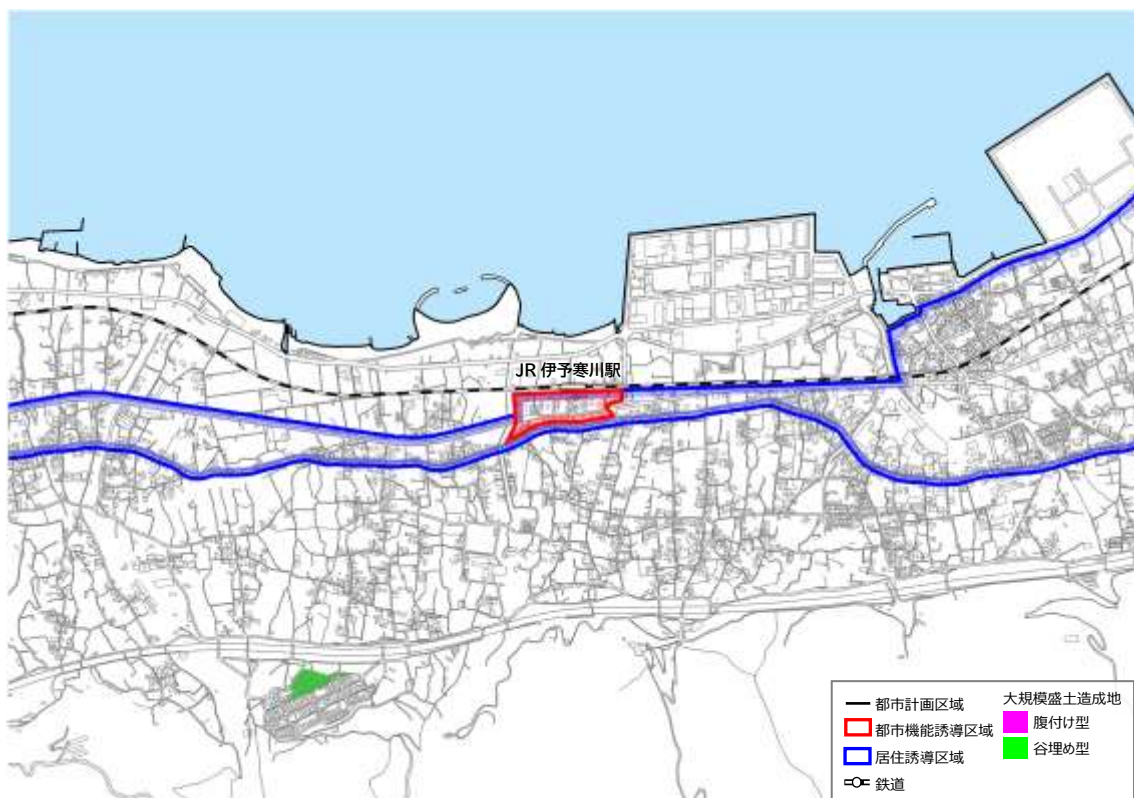 JR 伊予寒川駅
都市計画区域
都市機能誘導区域
居住誘導区域
鉄道
大規模盛土造成地
腹付け型
谷埋め型